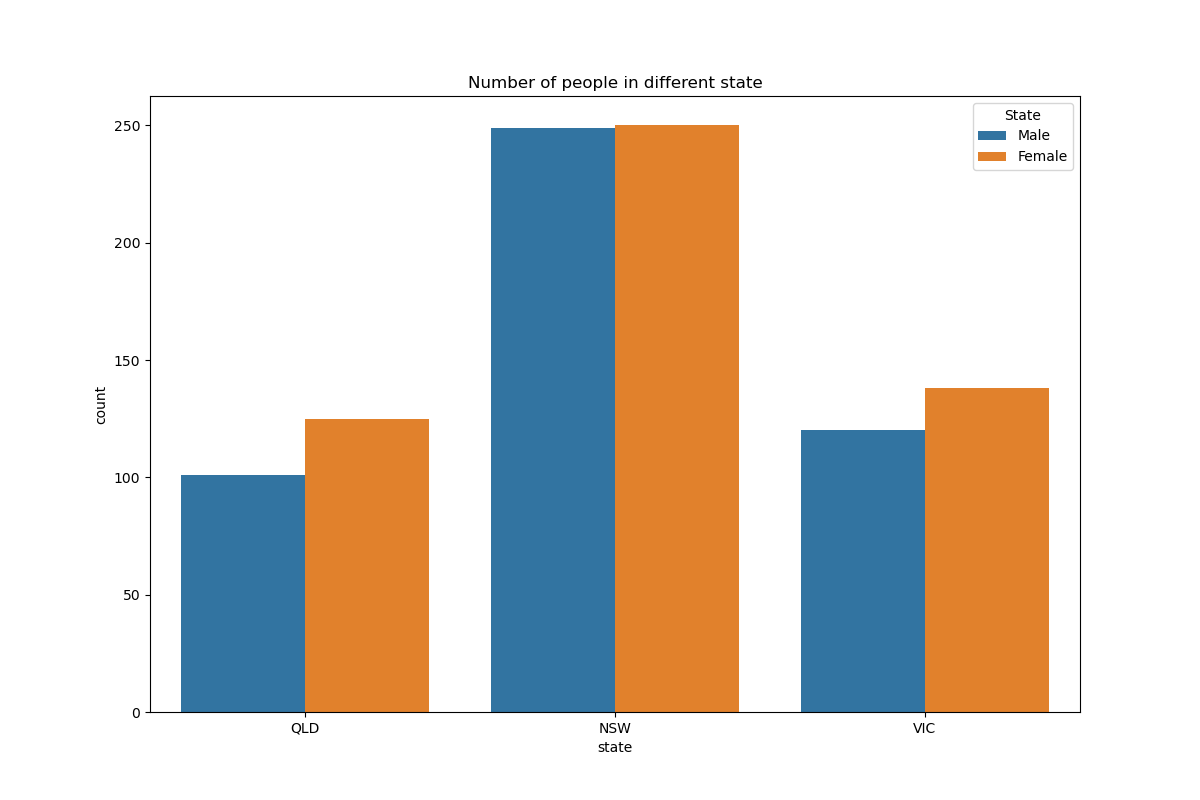 Number of people in different state
State
Male
Female
250
200
150
100
50
0
count
QLD
NSW
VIC
state